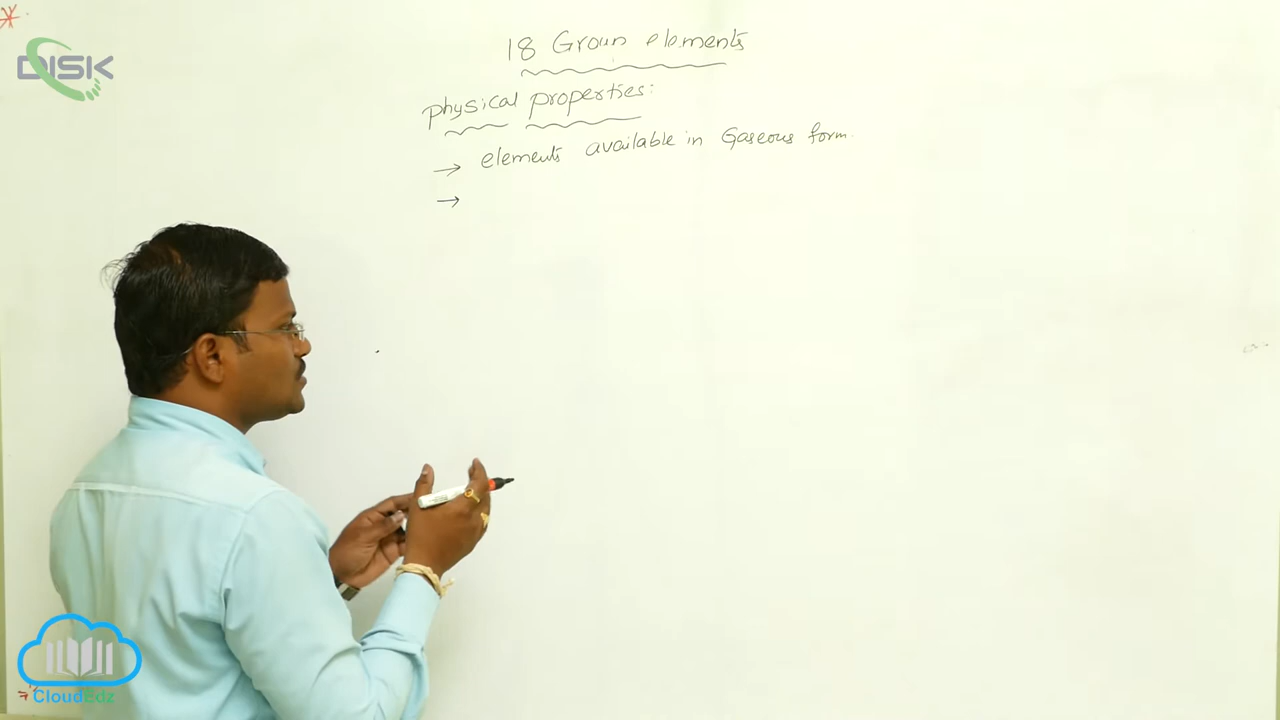 DISK
18 Group elements
physical properties:
→ elements available in Gaseous form.
→
CloudEdz